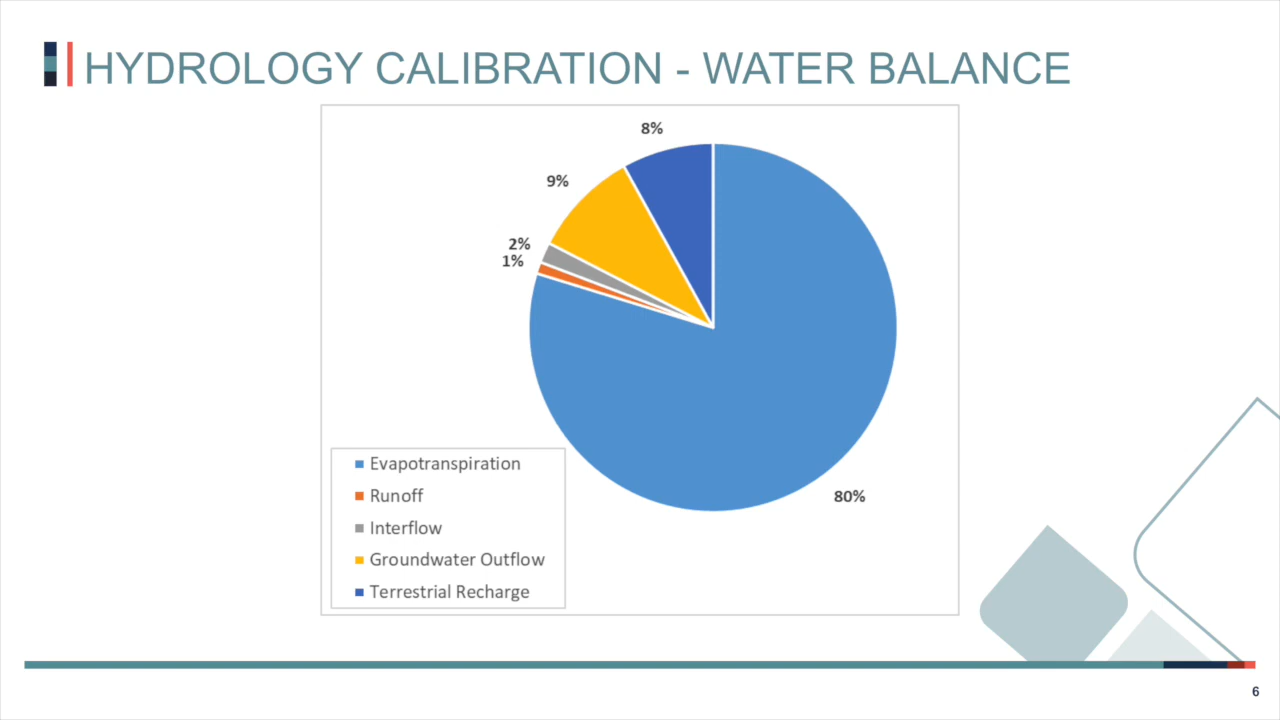 HYDROLOGY CALIBRATION - WATER BALANCE
8%
9%
2%
1%
80%
Evapotranspiration
Runoff
Interflow
Groundwater Outflow
Terrestrial Recharge
6